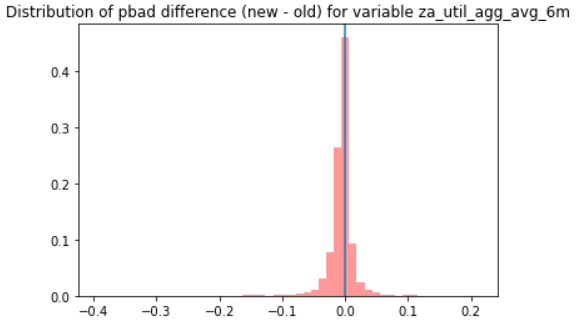 Distribution of pbad difference (new - old) for variable za_util_agg_avg_6m
0.4
0.3
0.2
0.1
0.0
−0.4 −0.3 −0.2 −0.1 0.0 0.1 0.2